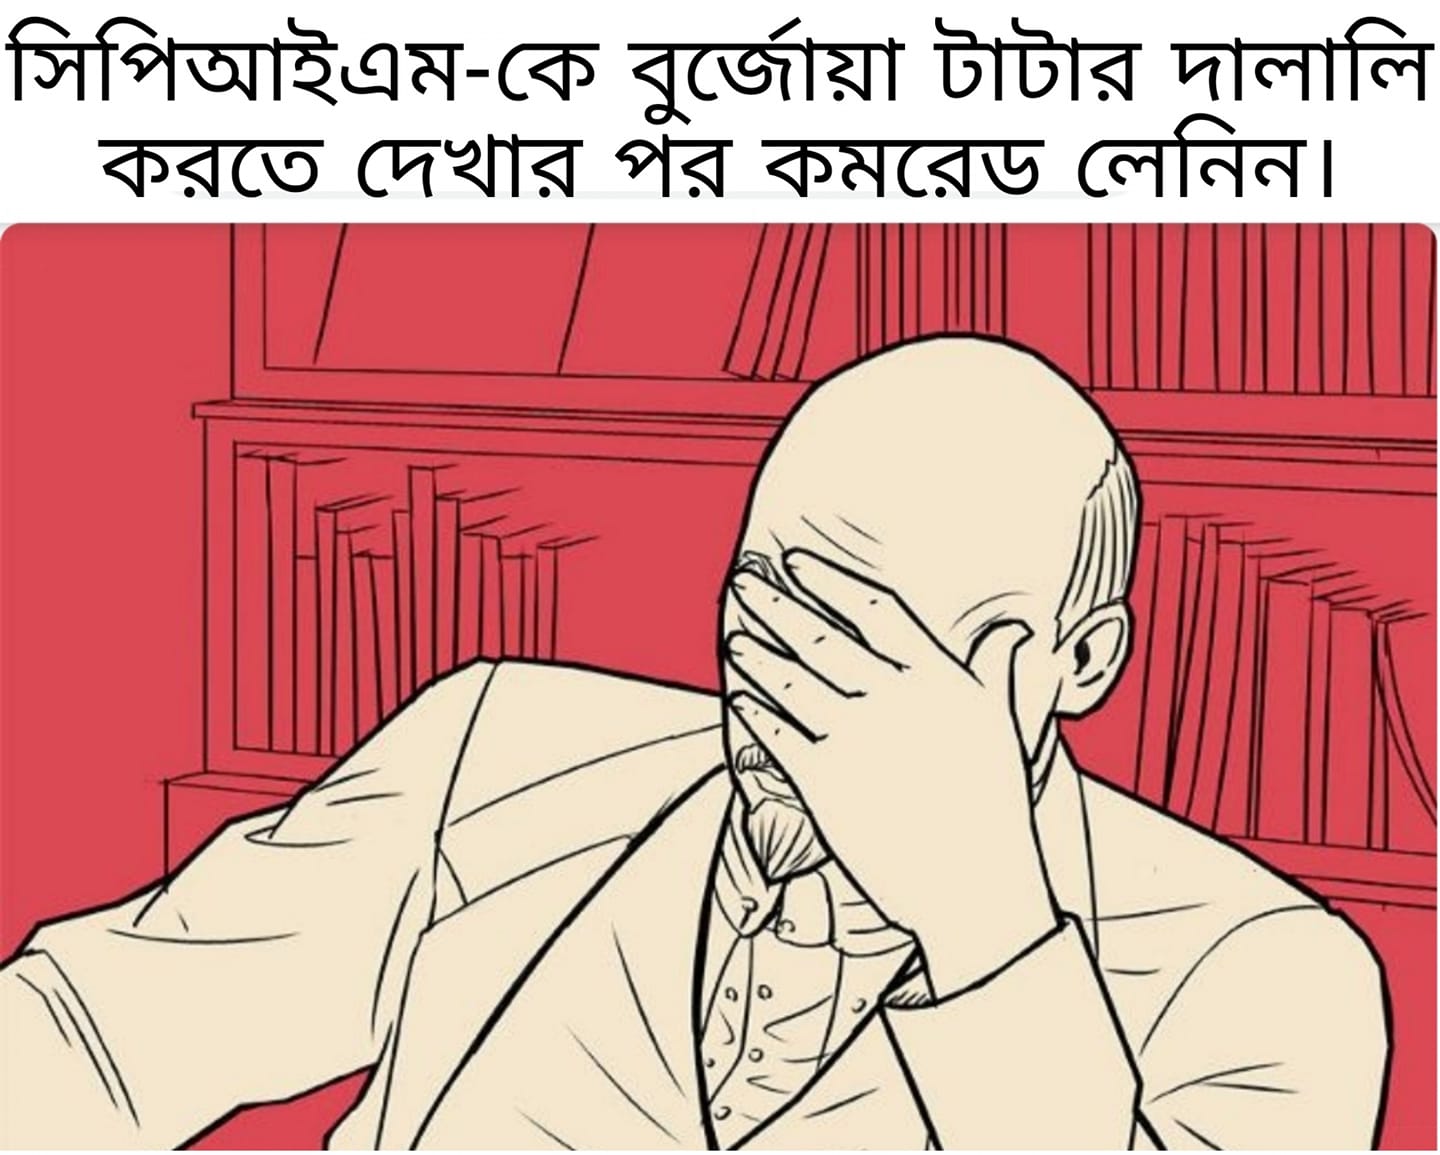 সিপিআইএম-কে বুর্জোয়া টাটার দালালি
করতে দেখার পর কমরেড লেনিন।